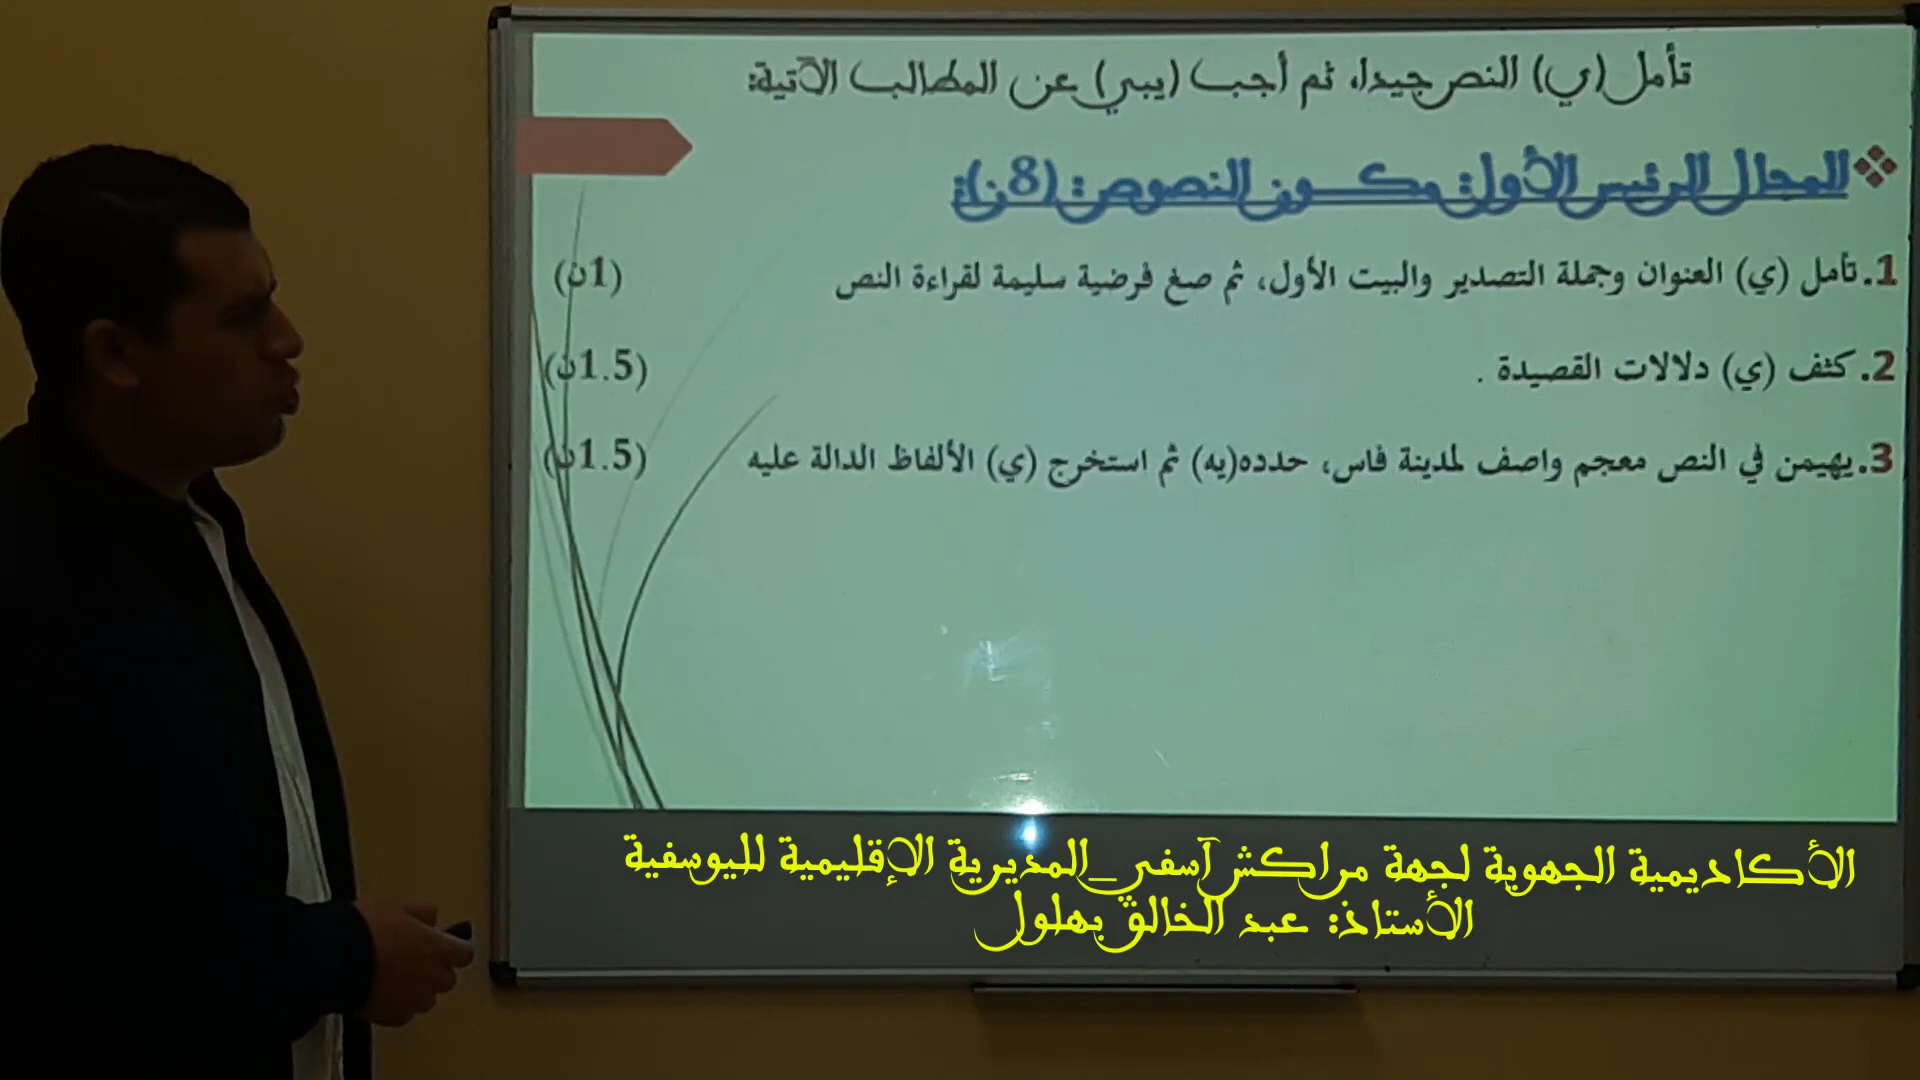 تأمل (ي) النص جيدا، ثم أجب (يبي) عن المطالب الآتية:
المجال الرئيس الأول: مكون النصوص: (8ن):
1. تأمل (ي) العنوان وجملة التصدير والبيت الأول، ثم صغ فرضية سليمة لقراءة النص (1ن)
2. كثف (ي) دلالات القصيدة . (1.5ن)
3. يهيمن في النص معجم واصف لمدينة فاس، حدده(يه) ثم استخرج (ي) الألفاظ الدالة عليه (1.5ن)
الأكاديمية الجهوية لجهة مراكش آسفي_المديرية الإقليمية لليوسفية
الأستاذ: عبد الخالق بهلول